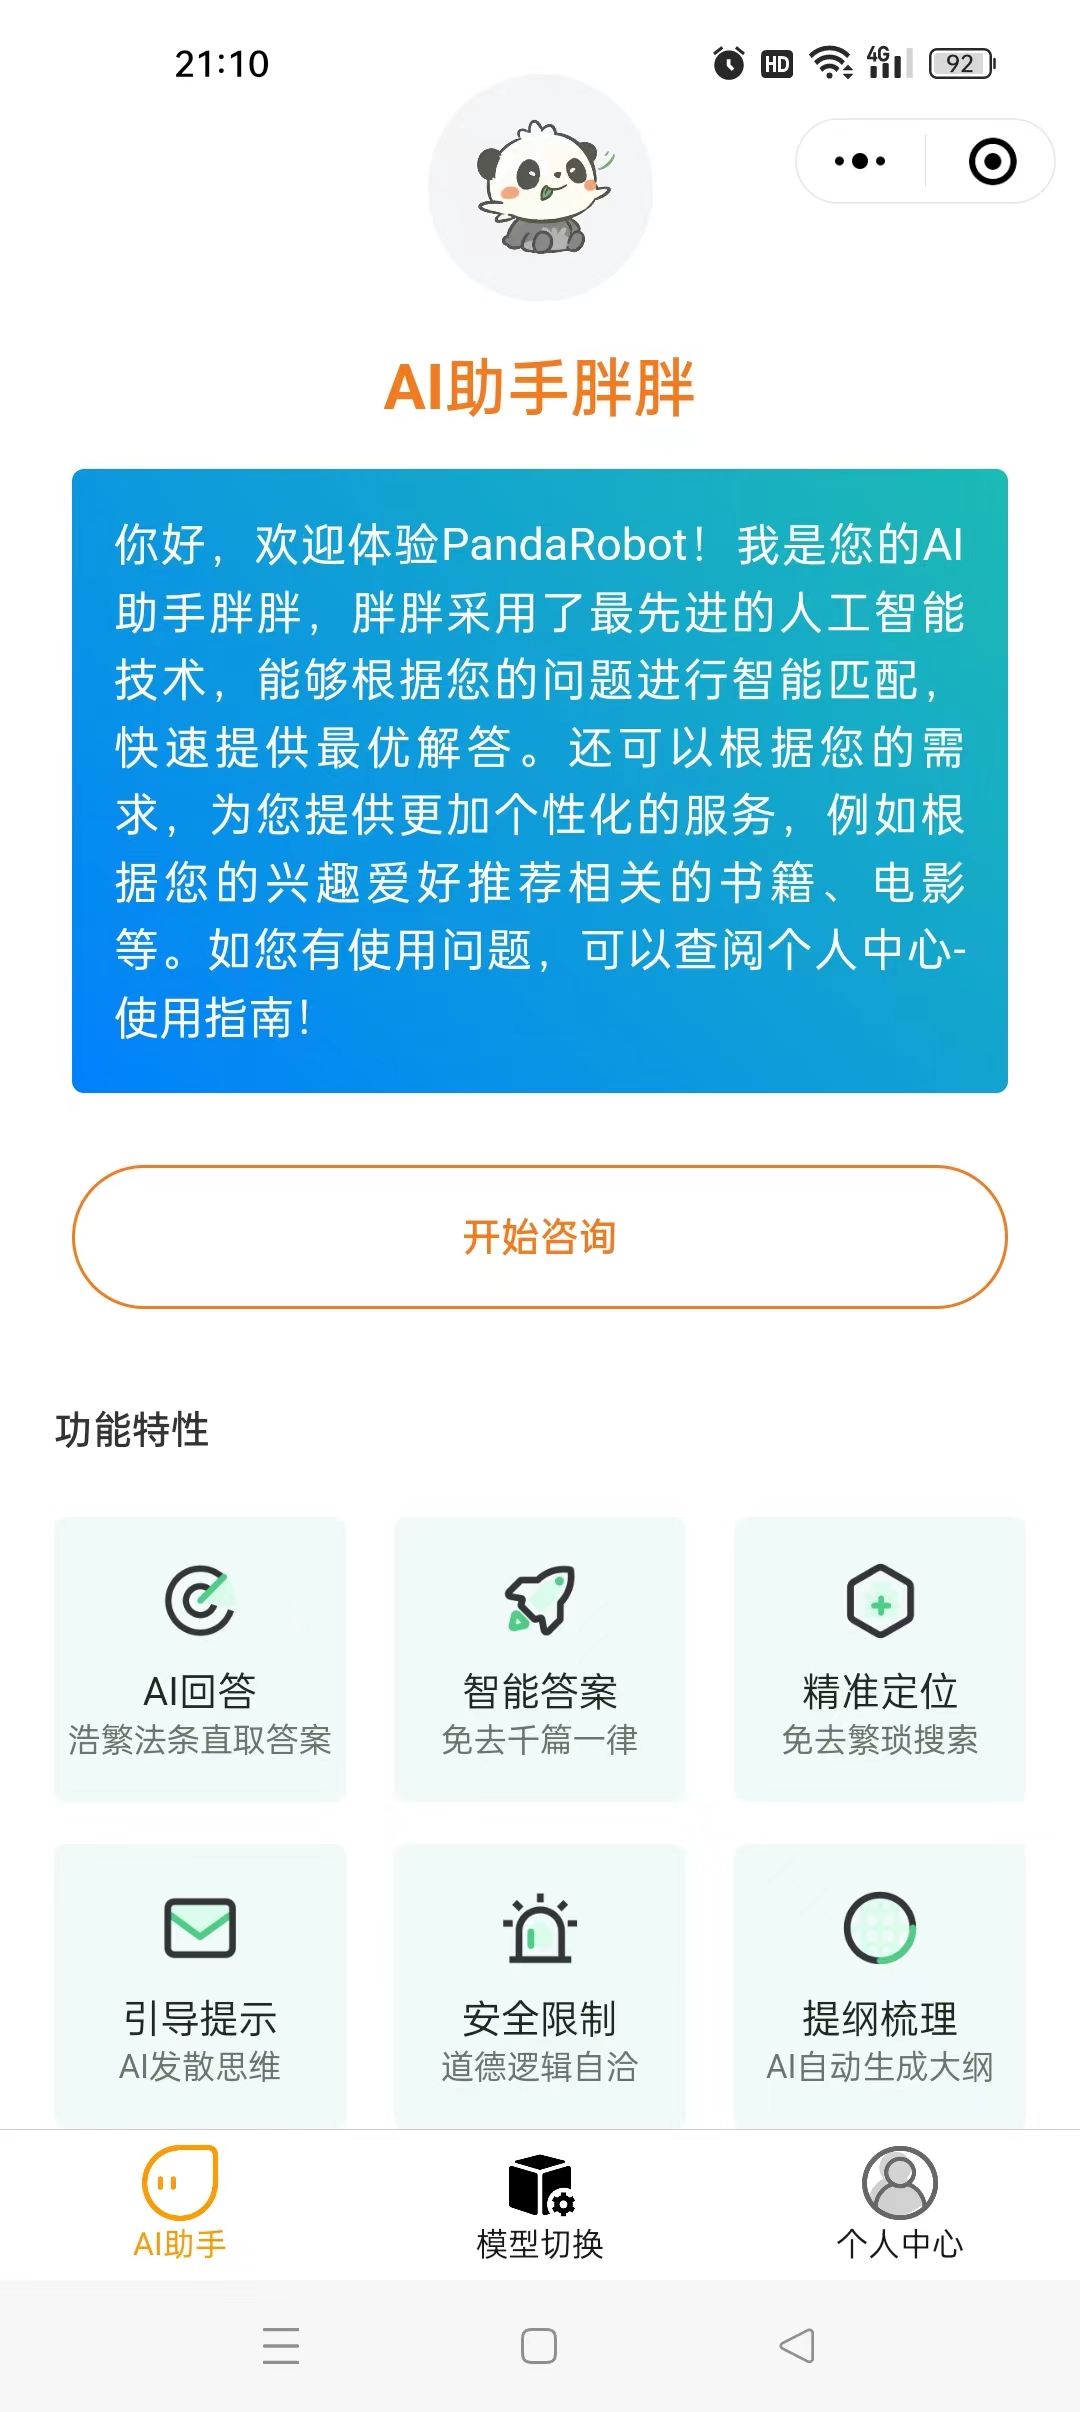 21:10
HD
4G
92
AI助手胖胖
你好，欢迎体验PandaRobot！我是您的AI
助手胖胖，胖胖采用了最先进的人工智能
技术，能够根据您的问题进行智能匹配，
快速提供最优解答。还可以根据您的需
求，为您提供更加个性化的服务，例如根
据您的兴趣爱好推荐相关的书籍、电影
等。如您有使用问题，可以查阅个人中心-
使用指南！
开始咨询
功能特性
AI回答
浩繁法条直取答案
智能答案
免去千篇一律
精准定位
免去繁琐搜索
引导提示
AI发散思维
安全限制
道德逻辑自洽
提纲梳理
AI自动生成大纲
AI助手
模型切换
个人中心